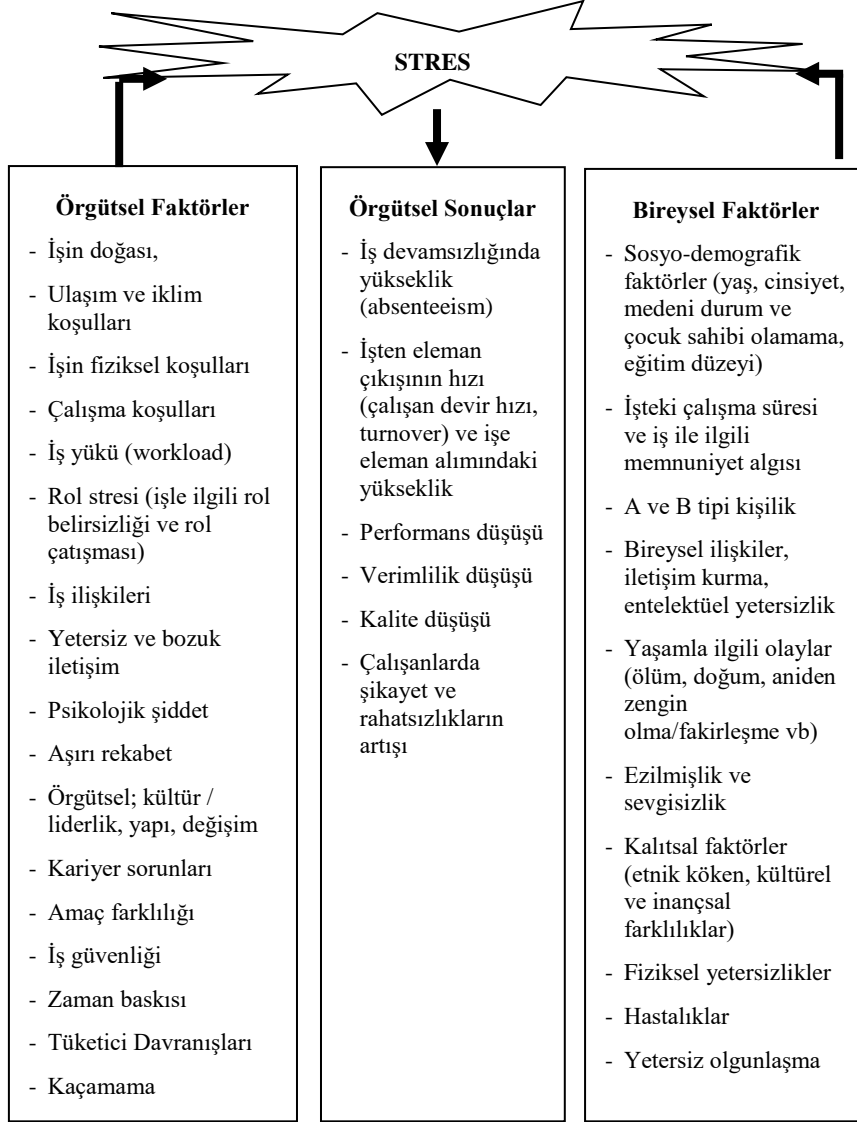 STRES
Örgütsel Faktörler
- İşin doğası,
- Ulaşım ve iklim
koşulları
- İşin fiziksel koşulları
- Çalışma koşulları
- İş yükü (workload)
- Rol stresi (işle ilgili rol
belirsizliği ve rol
çatışması)
- İş ilişkileri
- Yetersiz ve bozuk
iletişim
- Psikolojik şiddet
- Aşırı rekabet
- Örgütsel; kültür /
liderlik, yapı, değişim
- Kariyer sorunları
- Amaç farklılığı
- İş güvenliği
- Zaman baskısı
- Tüketici Davranışları
- Kaçamama
Örgütsel Sonuçlar
- İş devamsızlığında
yükseklik
(absenteeism)
- İşten eleman
çıkışının hızı
(çalışan devir hızı,
turnover) ve işe
eleman alımındaki
yükseklik
- Performans düşüşü
- Verimlilik düşüşü
- Kalite düşüşü
- Çalışanlarda
şikayet ve
rahatsızlıkların
artışı
Bireysel Faktörler
- Sosyo-demografik
faktörler (yaş, cinsiyet,
medeni durum ve
çocuk sahibi olamama,
eğitim düzeyi)
- İşteki çalışma süresi
ve iş ile ilgili
memnuniyet algısı
- A ve B tipi kişilik
- Bireysel ilişkiler,
iletişim kurma,
entelektüel yetersizlik
- Yaşamla ilgili olaylar
(ölüm, doğum, aniden
zengin
olma/fakirleşme vb)
- Ezilmişlik ve
sevgisizlik
- Kalıtsal faktörler
(etnik köken, kültürel
ve inançsal
farklılıklar)
- Fiziksel yetersizlikler
- Hastalıklar
- Yetersiz olgunlaşma